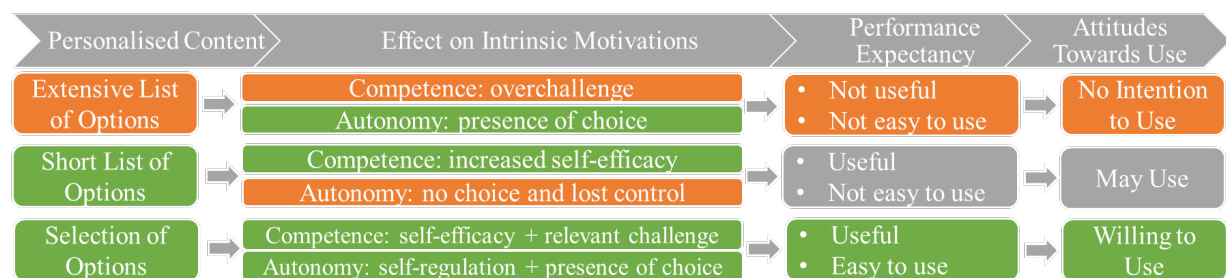 Personalised Content
Effect on Intrinsic Motivations
Performance
Expectancy
Attitudes
Towards Use
Extensive List
of Options
Competence: overchallenge
Autonomy: presence of choice
• Not useful
• Not easy to use
No Intention
to Use
Short List of
Options
Competence: increased self-efficacy
Autonomy: no choice and lost control
• Useful
• Not easy to use
May Use
Selection of
Options
Competence: self-efficacy + relevant challenge
Autonomy: self-regulation + presence of choice
• Useful
• Easy to use
Willing to
Use